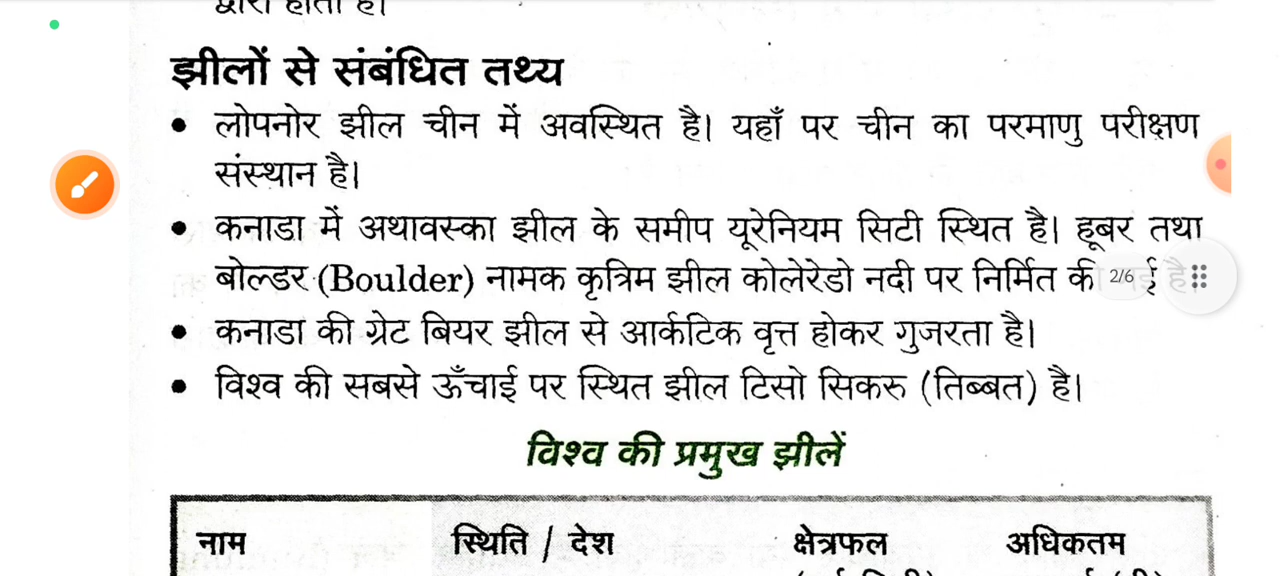 द्वारा होता है।
झीलों से संबंधित तथ्य
• लोपनोर झील चीन में अवस्थित है। यहाँ पर चीन का परमाणु परीक्षण
संस्थान है।
• कनाडा में अथावस्का झील के समीप यूरेनियम सिटी स्थित है। हूबर तथा
बोल्डर (Boulder) नामक कृत्रिम झील कोलेरेडो नदी पर निर्मित की है।
2/6
• कनाडा की ग्रेट बियर झील से आर्कटिक वृत्त होकर गुजरता है।
• विश्व की सबसे ऊँचाई पर स्थित झील टिसो सिकरु (तिब्बत) है।
विश्व की प्रमुख झीलें
नाम स्थिति / देश क्षेत्रफल अधिकतम